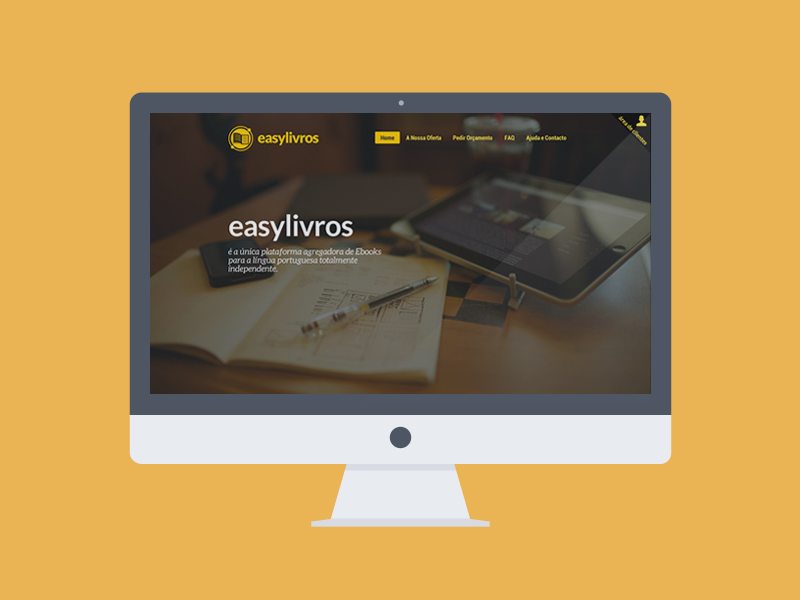 easylivros
Home A Nossa Oferta Pedir Orçamento FAQ Ajuda e Contacto
área de clientes
easylivros
é a única plataforma agregadora de Ebooks
para a língua portuguesa totalmente
independente.